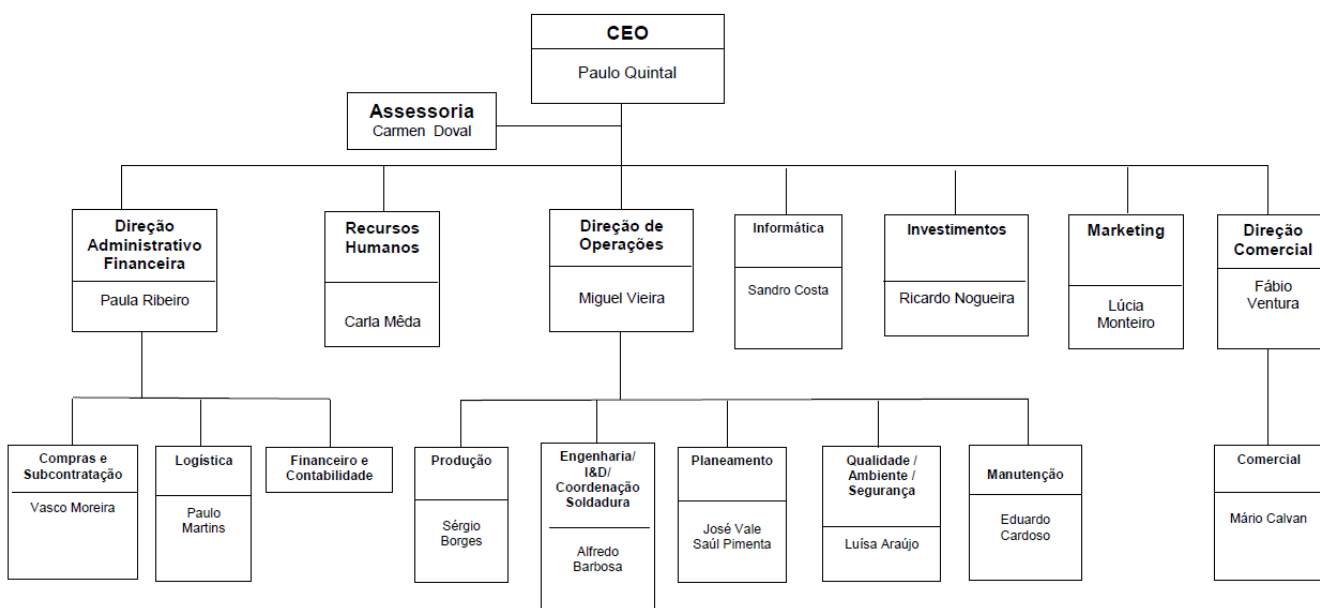 CEO
Paulo Quintal
Assessoria
Carmen Doval
Direção
Administrativo
Financeira
Paula Ribeiro
Recursos
Humanos
Carla Mêda
Direção de
Operações
Miguel Vieira
Informática
Sandro Costa
Investimentos
Ricardo Nogueira
Marketing
Lúcia
Monteiro
Direção
Comercial
Fábio
Ventura
Compras e
Subcontratação
Vasco Moreira
Logística
Paulo
Martins
Financeiro e
Contabilidade
Produção
Sérgio
Borges
Engenharia/
I&D/
Coordenação
Soldadura
Alfredo
Barbosa
Planeamento
José Vale
Saúl Pimenta
Qualidade /
Ambiente /
Segurança
Luísa Araújo
Manutenção
Eduardo
Cardoso
Comercial
Mário Calvan